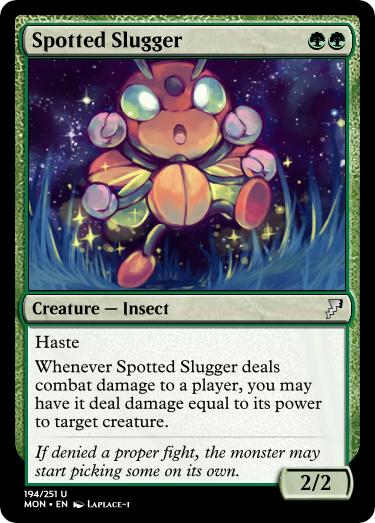 Spotted Slugger
Creature — Insect
Haste
Whenever Spotted Slugger deals
combat damage to a player, you may
have it deal damage equal to its power
to target creature.
If denied a proper fight, the monster may
start picking some on its own.
2/2
194/251 U
MON • EN Laplace-1